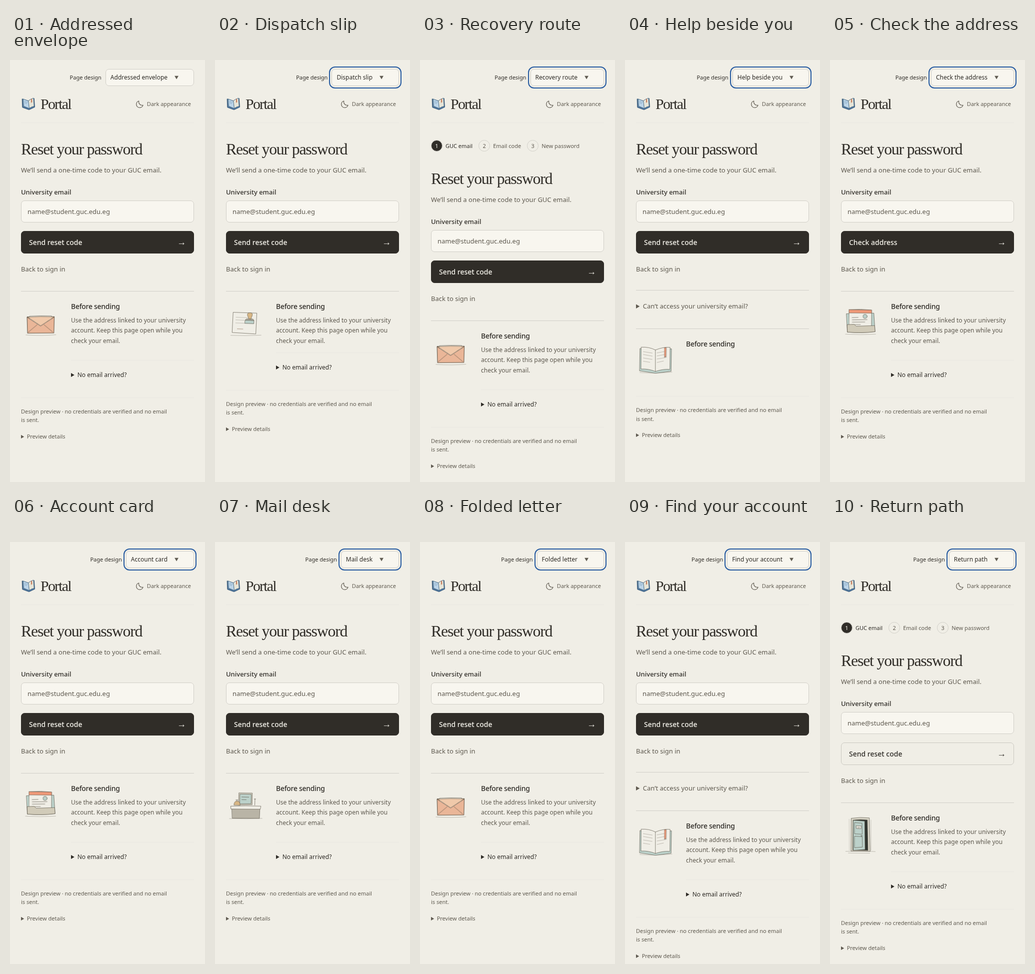 01 · Addressed
envelope
Page design Addressed envelope ▼
Portal Dark appearance
Reset your password
We'll send a one-time code to your GUC email.
University email
name@student.guc.edu.eg
Send reset code →
Back to sign in
Before sending
Use the address linked to your university
account. Keep this page open while you
check your email.
▶ No email arrived?
Design preview · no credentials are verified and no email
is sent.
▶ Preview details
02 · Dispatch slip
Page design Dispatch slip ▼
Portal Dark appearance
Reset your password
We'll send a one-time code to your GUC email.
University email
name@student.guc.edu.eg
Send reset code →
Back to sign in
Before sending
Use the address linked to your university
account. Keep this page open while you
check your email.
▶ No email arrived?
Design preview · no credentials are verified and no email
is sent.
▶ Preview details
03 · Recovery route
Page design Recovery route ▼
Portal Dark appearance
1 GUC email 2 Email code 3 New password
Reset your password
We'll send a one-time code to your GUC email.
University email
name@student.guc.edu.eg
Send reset code →
Back to sign in
Before sending
Use the address linked to your university
account. Keep this page open while you
check your email.
▶ No email arrived?
Design preview · no credentials are verified and no email
is sent.
▶ Preview details
04 · Help beside you
Page design Help beside you ▼
Portal Dark appearance
Reset your password
We'll send a one-time code to your GUC email.
University email
name@student.guc.edu.eg
Send reset code →
Back to sign in
▶ Can't access your university email?
Before sending
Design preview · no credentials are verified and no email
is sent.
▶ Preview details
05 · Check the address
Page design Check the address ▼
Portal Dark appearance
Reset your password
We'll send a one-time code to your GUC email.
University email
name@student.guc.edu.eg
Check address →
Back to sign in
Before sending
Use the address linked to your university
account. Keep this page open while you
check your email.
▶ No email arrived?
Design preview · no credentials are verified and no email
is sent.
▶ Preview details
06 · Account card
Page design Account card ▼
Portal Dark appearance
Reset your password
We'll send a one-time code to your GUC email.
University email
name@student.guc.edu.eg
Send reset code →
Back to sign in
Before sending
Use the address linked to your university
account. Keep this page open while you
check your email.
▶ No email arrived?
Design preview · no credentials are verified and no email
is sent.
▶ Preview details
07 · Mail desk
Page design Mail desk ▼
Portal Dark appearance
Reset your password
We'll send a one-time code to your GUC email.
University email
name@student.guc.edu.eg
Send reset code →
Back to sign in
Before sending
Use the address linked to your university
account. Keep this page open while you
check your email.
▶ No email arrived?
Design preview · no credentials are verified and no email
is sent.
▶ Preview details
08 · Folded letter
Page design Folded letter ▼
Portal Dark appearance
Reset your password
We'll send a one-time code to your GUC email.
University email
name@student.guc.edu.eg
Send reset code →
Back to sign in
Before sending
Use the address linked to your university
account. Keep this page open while you
check your email.
▶ No email arrived?
Design preview · no credentials are verified and no email
is sent.
▶ Preview details
09 · Find your account
Page design Find your account ▼
Portal Dark appearance
Reset your password
We'll send a one-time code to your GUC email.
University email
name@student.guc.edu.eg
Send reset code →
Back to sign in
▶ Can't access your university email?
Before sending
Use the address linked to your university
account. Keep this page open while you
check your email.
▶ No email arrived?
Design preview · no credentials are verified and no email
is sent.
▶ Preview details
10 · Return path
Page design Return path ▼
Portal Dark appearance
1 GUC email 2 Email code 3 New password
Reset your password
We'll send a one-time code to your GUC email.
University email
name@student.guc.edu.eg
Send reset code →
Back to sign in
Before sending
Use the address linked to your university
account. Keep this page open while you
check your email.
▶ No email arrived?
Design preview · no credentials are verified and no email
is sent.
▶ Preview details